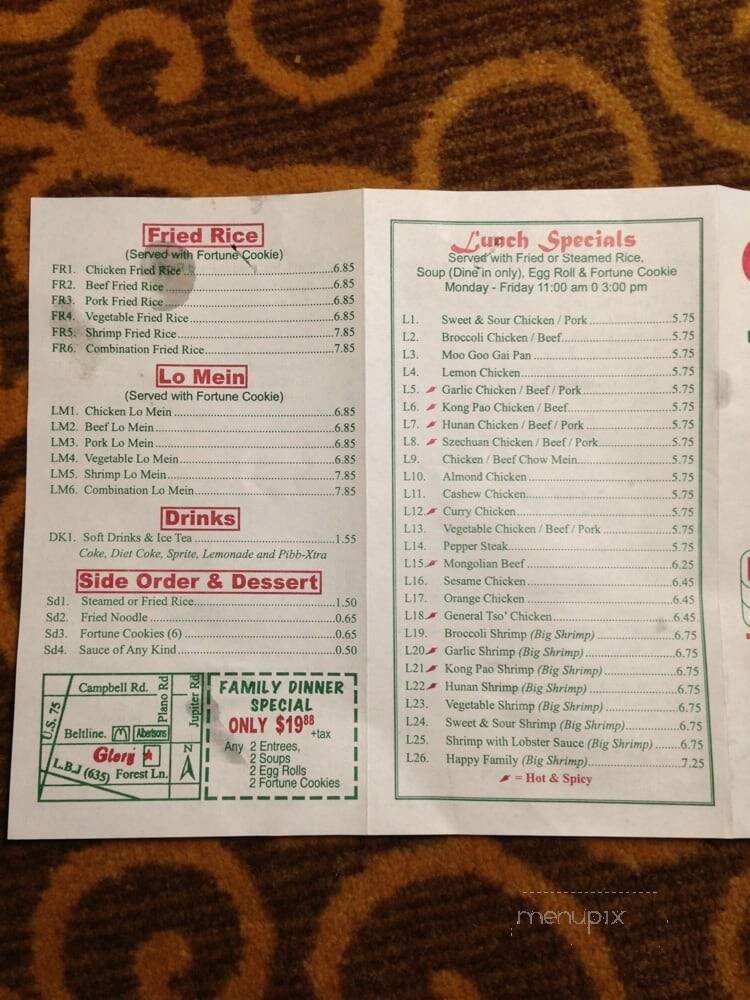 Fried Rice
(Served with Fortune Cookie)
FR1. Chicken Fried Rice 6.85
FR2. Beef Fried Rice 6.85
FR3. Pork Fried Rice 6.85
FR4. Vegetable Fried Rice 6.85
FR5. Shrimp Fried Rice 7.85
FR6. Combination Fried Rice 7.85
Lo Mein
(Served with Fortune Cookie)
LM1. Chicken Lo Mein 6.85
LM2. Beef Lo Mein 6.85
LM3. Pork Lo Mein 6.85
LM4. Vegetable Lo Mein 6.85
LM5. Shrimp Lo Mein 7.85
LM6. Combination Lo Mein 7.85
Drinks
DK1. Soft Drinks & Ice Tea 1.55
Coke, Diet Coke, Sprite, Lemonade and Pibb-Xtra
Side Order & Dessert
Sd1. Steamed or Fried Rice 1.50
Sd2. Fried Noodle 0.65
Sd3. Fortune Cookies (6) 0.65
Sd4. Sauce of Any Kind 0.50
Campbell Rd.
U.S. 75
Plano Rd
Jupiter Rd
Beltline.
Albertsons
Glory
N
L.B.J (635)
Forest Ln.
FAMILY DINNER
SPECIAL
ONLY $19.88
+tax
Any 2 Entrees,
2 Soups
2 Egg Rolls
2 Fortune Cookies
Lunch Specials
Served with Fried or Steamed Rice,
Soup (Dine in only), Egg Roll & Fortune Cookie
Monday - Friday 11:00 am 0 3:00 pm
L1. Sweet & Sour Chicken / Pork 5.75
L2. Broccoli Chicken / Beef 5.75
L3. Moo Goo Gai Pan 5.75
L4. Lemon Chicken 5.75
L5. Garlic Chicken / Beef / Pork 5.75
L6. Kong Pao Chicken / Beef 5.75
L7. Hunan Chicken / Beef / Pork 5.75
L8. Szechuan Chicken / Beef / Pork 5.75
L9. Chicken / Beef Chow Mein 5.75
L10. Almond Chicken 5.75
L11. Cashew Chicken 5.75
L12. Curry Chicken 5.75
L13. Vegetable Chicken / Beef / Pork 5.75
L14. Pepper Steak 5.75
L15. Mongolian Beef 6.25
L16. Sesame Chicken 6.45
L17. Orange Chicken 6.45
L18. General Tso' Chicken 6.45
L19. Broccoli Shrimp (Big Shrimp) 6.75
L20. Garlic Shrimp (Big Shrimp) 6.75
L21. Kong Pao Shrimp (Big Shrimp) 6.75
L22. Hunan Shrimp (Big Shrimp) 6.75
L23. Vegetable Shrimp (Big Shrimp) 6.75
L24. Sweet & Sour Shrimp (Big Shrimp) 6.75
L25. Shrimp with Lobster Sauce (Big Shrimp) 6.75
L26. Happy Family (Big Shrimp) 7.25
= Hot & Spicy
menupix